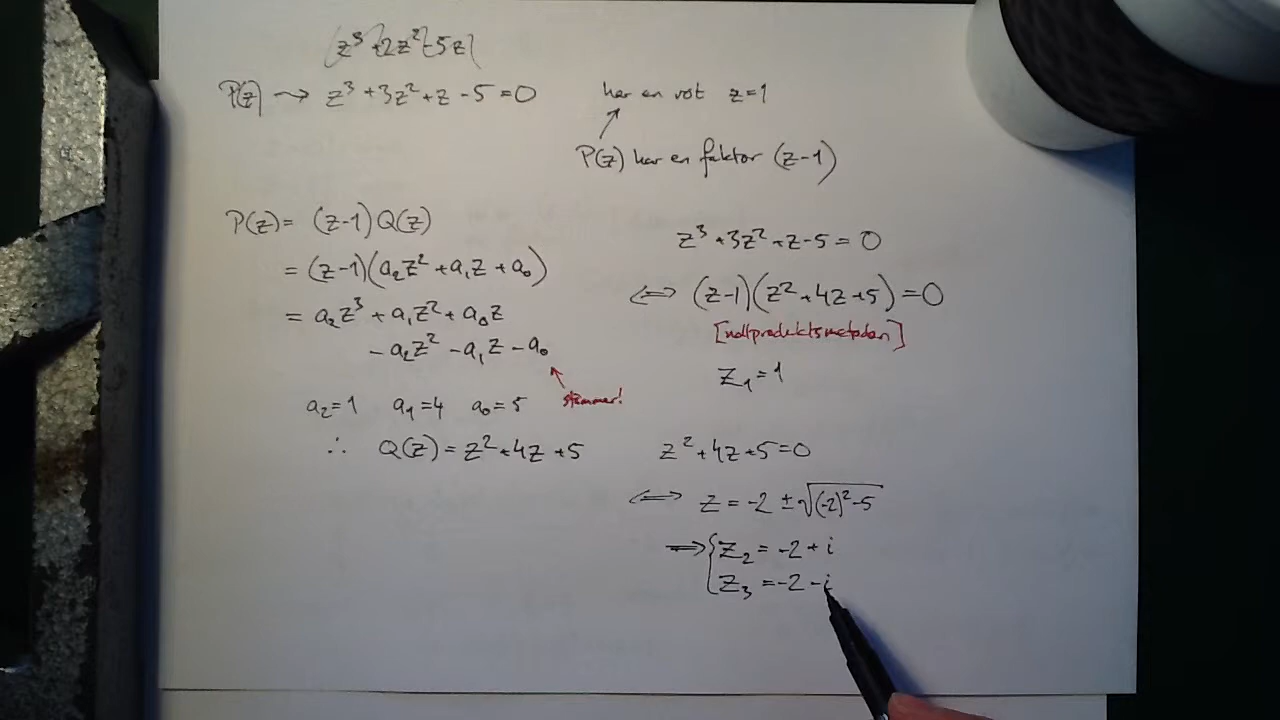 (z³+2z²-5z)
P(z) → z³+3z²+z-5=0
har en rot z=1
P(z) har en faktor (z-1)
P(z)= (z-1)Q(z)
= (z-1)(a₂z²+a₁z+a₀)
= a₂z³+a₁z²+a₀z
-a₂z²-a₁z-a₀
stämmer!
a₂=1 a₁=4 a₀=5
∴ Q(z)=z²+4z+5
z³+3z²+z-5=0
⇔ (z-1)(z²+4z+5)=0
[nollproduktsmetoden]
z₁=1
z²+4z+5=0
⇔ z=-2±√(-2)²-5
⇒ { z₂=-2+i
z₃=-2-i